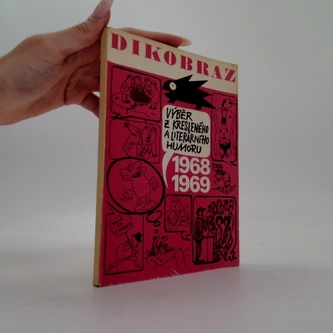 DIKOBRAZ
VÝBĚR
Z KRESLENÉHO
A LITERÁRNÍHO
HUMORU
1968
1969